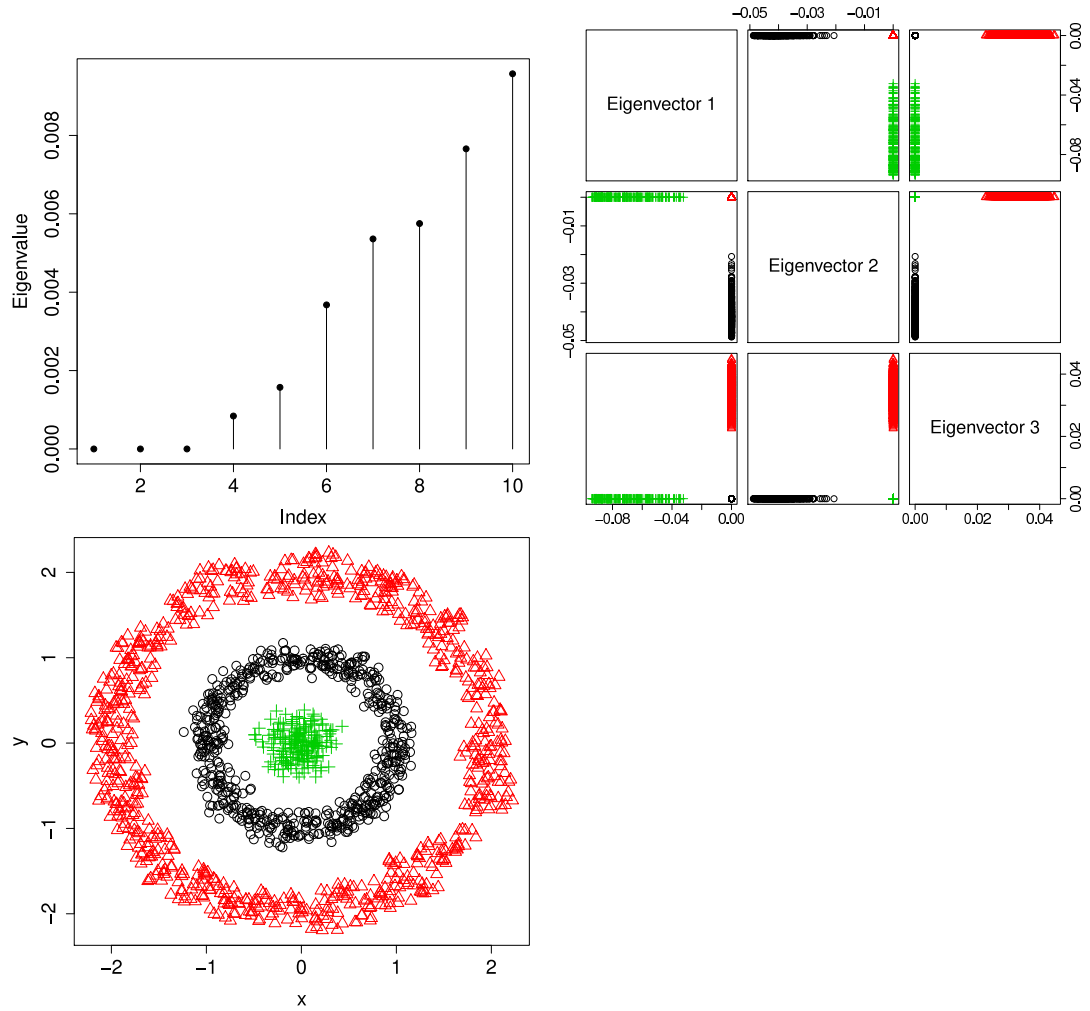 0.000 0.002 0.004 0.006 0.008
Eigenvalue
2 4 6 8 10
Index
−0.05 −0.03 −0.01
Eigenvector 1
0.00 −0.04 −0.08
−0.01 −0.03 −0.05
Eigenvector 2
Eigenvector 3
0.04 0.02 0.00
−0.08 −0.04 0.00
0.00 0.02 0.04
2 1 0 −1 −2
y
−2 −1 0 1 2
x